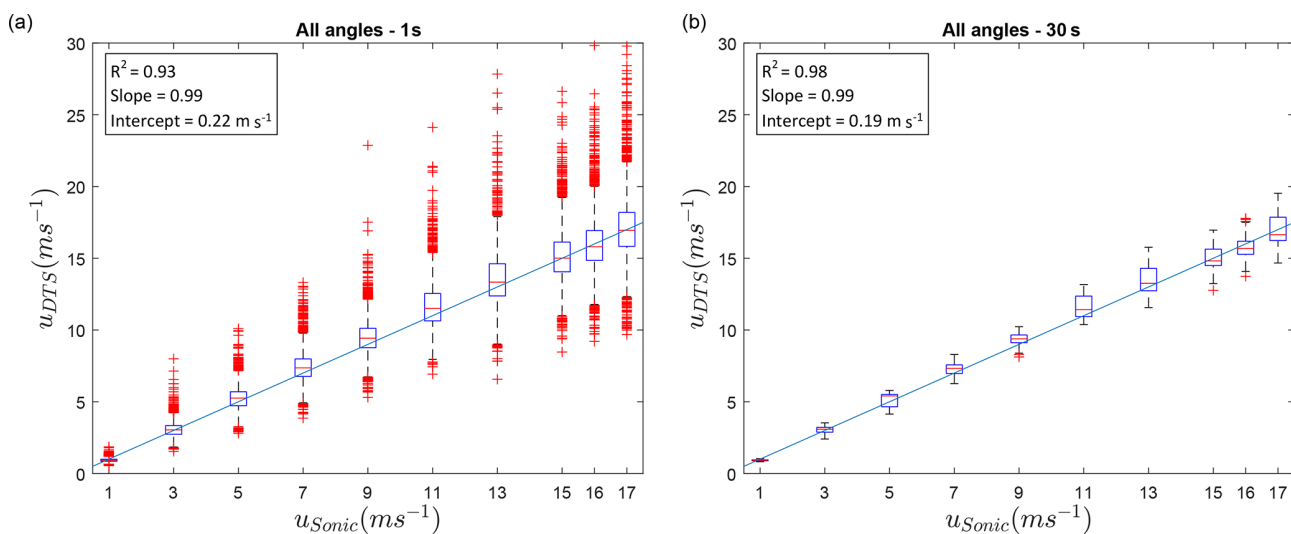 (a)
All angles - 1s
R² = 0.93
Slope = 0.99
Intercept = 0.22 m s⁻¹
30
25
20
15
10
5
0
u_DTS(ms⁻¹)
1 3 5 7 9 11 13 15 16 17
u_Sonic(ms⁻¹)
(b)
All angles - 30 s
R² = 0.98
Slope = 0.99
Intercept = 0.19 m s⁻¹
30
25
20
15
10
5
0
u_DTS(ms⁻¹)
1 3 5 7 9 11 13 15 16 17
u_Sonic(ms⁻¹)